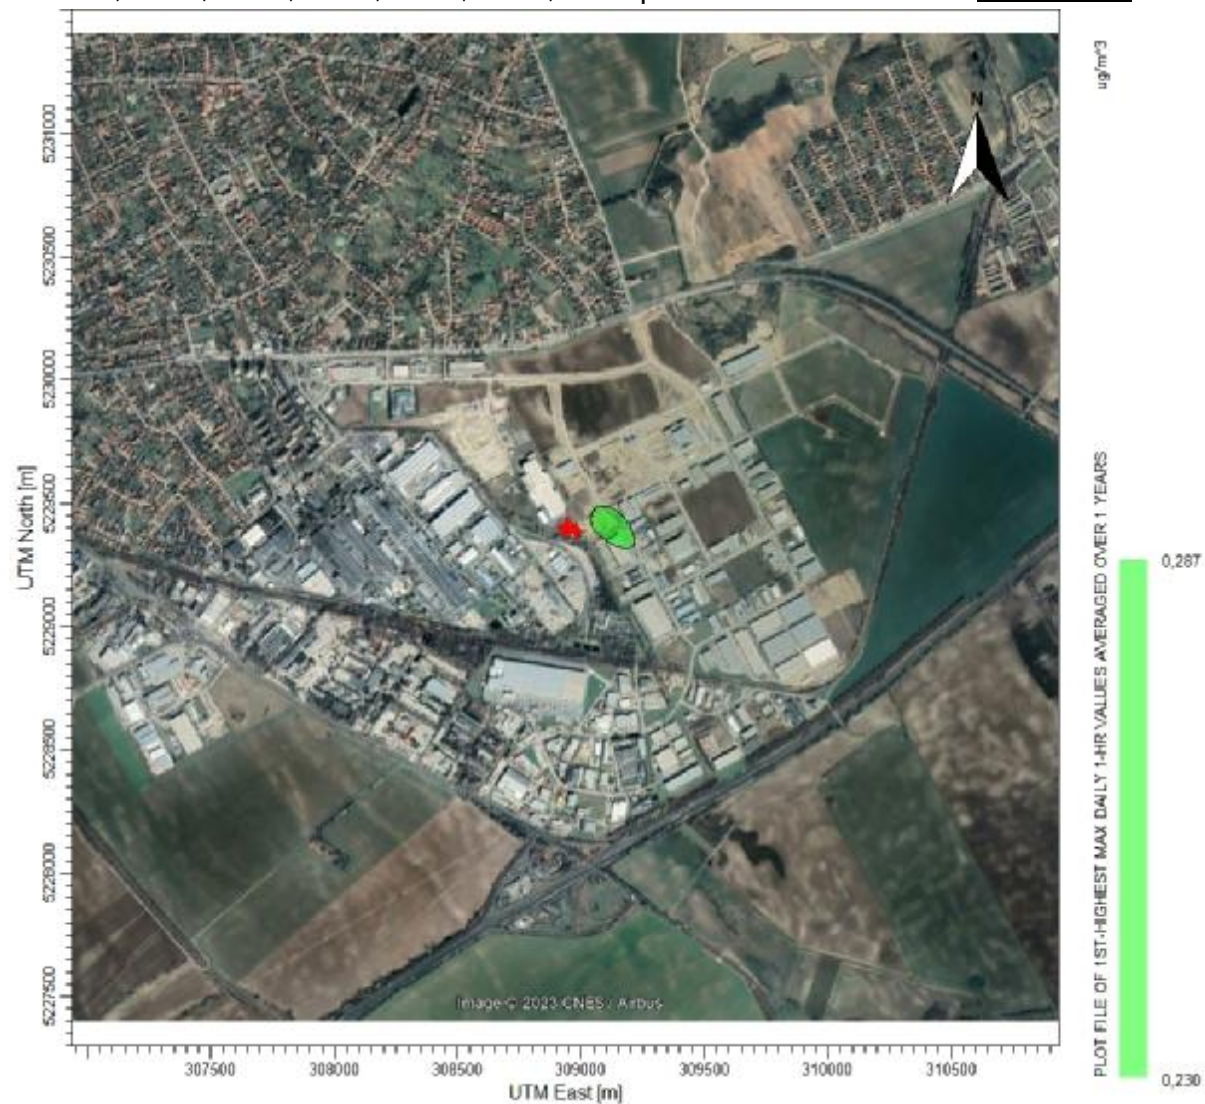 ug/m^3
N
5231000
5230500
5230000
5229500
5229000
5228500
5228000
5227500
UTM North [m]
PLOT FILE OF 1ST-HIGHEST MAX DAILY 1-HR VALUES AVERAGED OVER 1 YEARS
0,287
0,230
Image © 2023 CNES / Airbus
307500 308000 308500 309000 309500 310000 310500
UTM East [m]